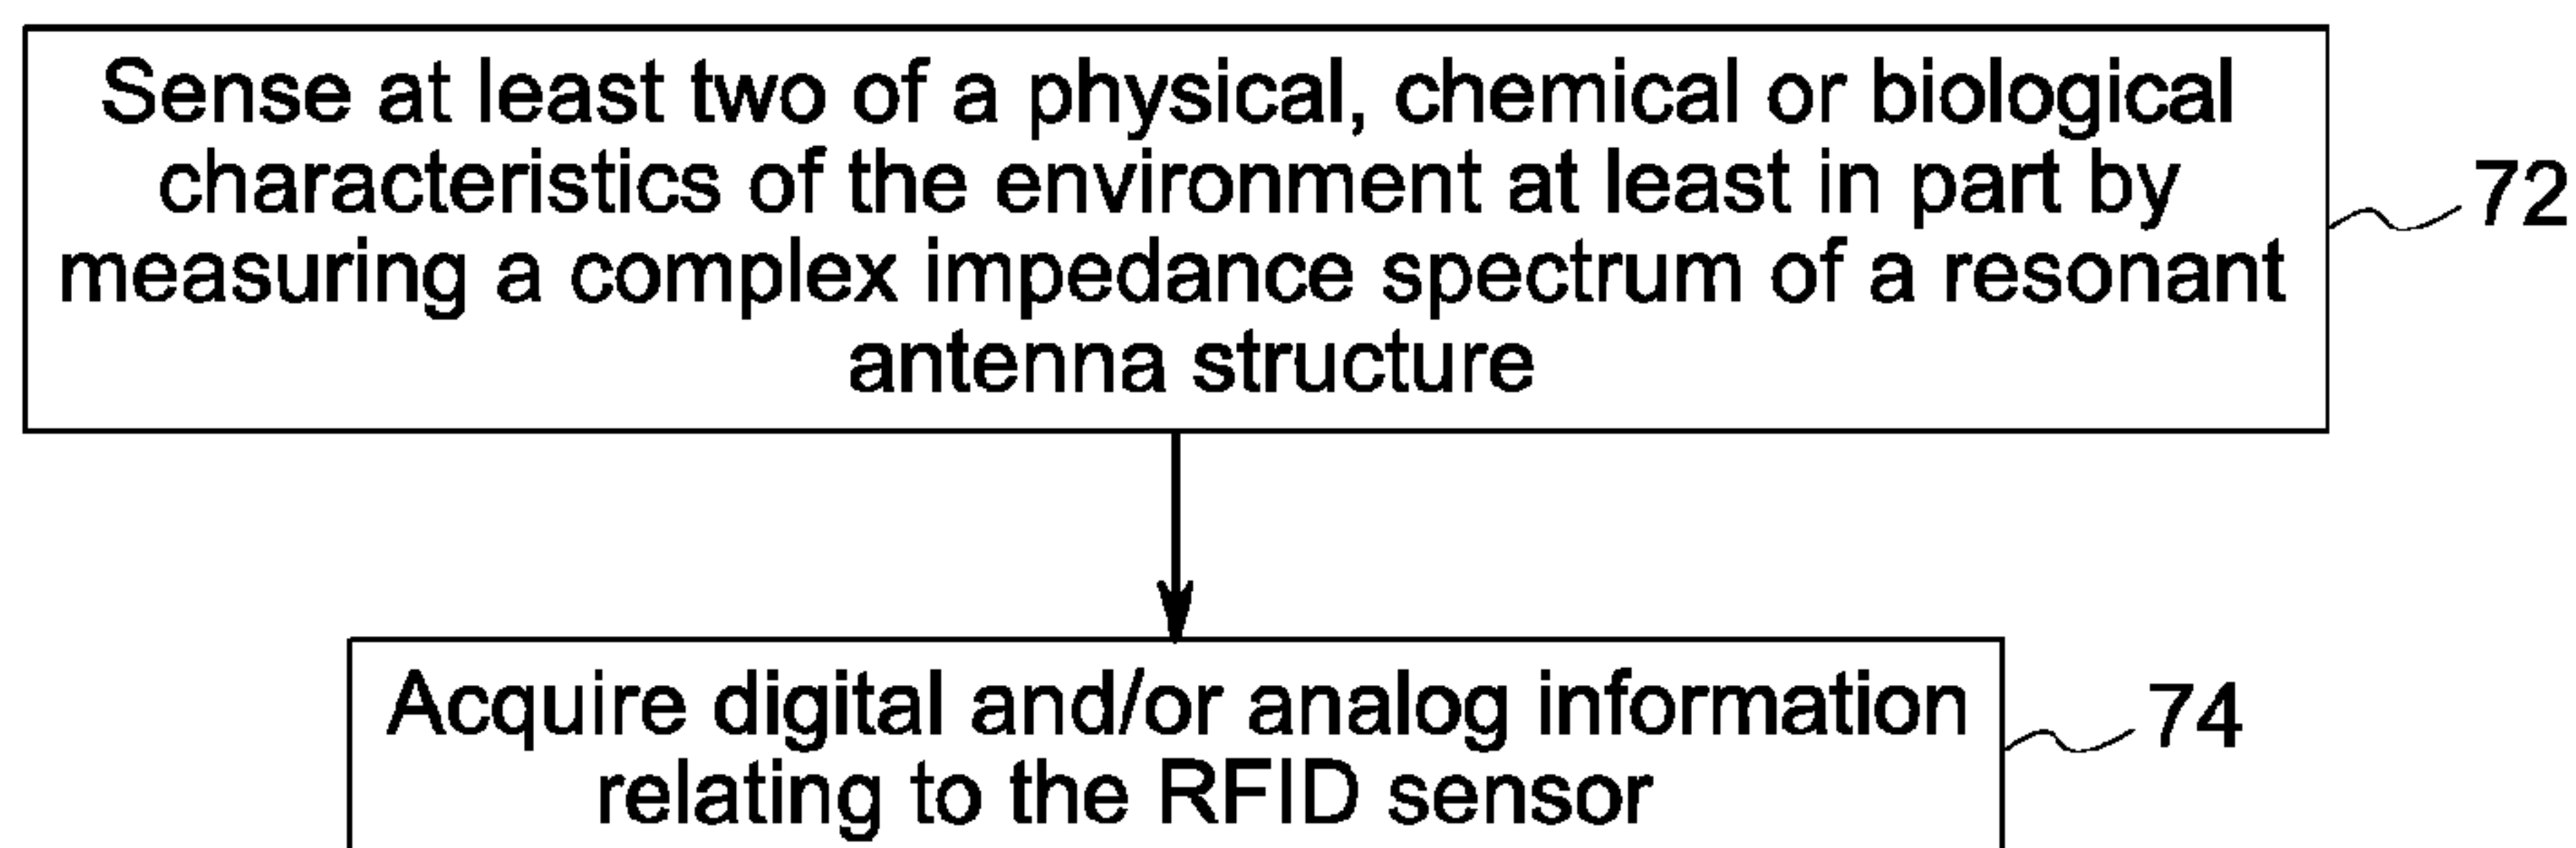 Sense at least two of a physical, chemical or biological
characteristics of the environment at least in part by
measuring a complex impedance spectrum of a resonant
antenna structure
72
Acquire digital and/or analog information
relating to the RFID sensor
74